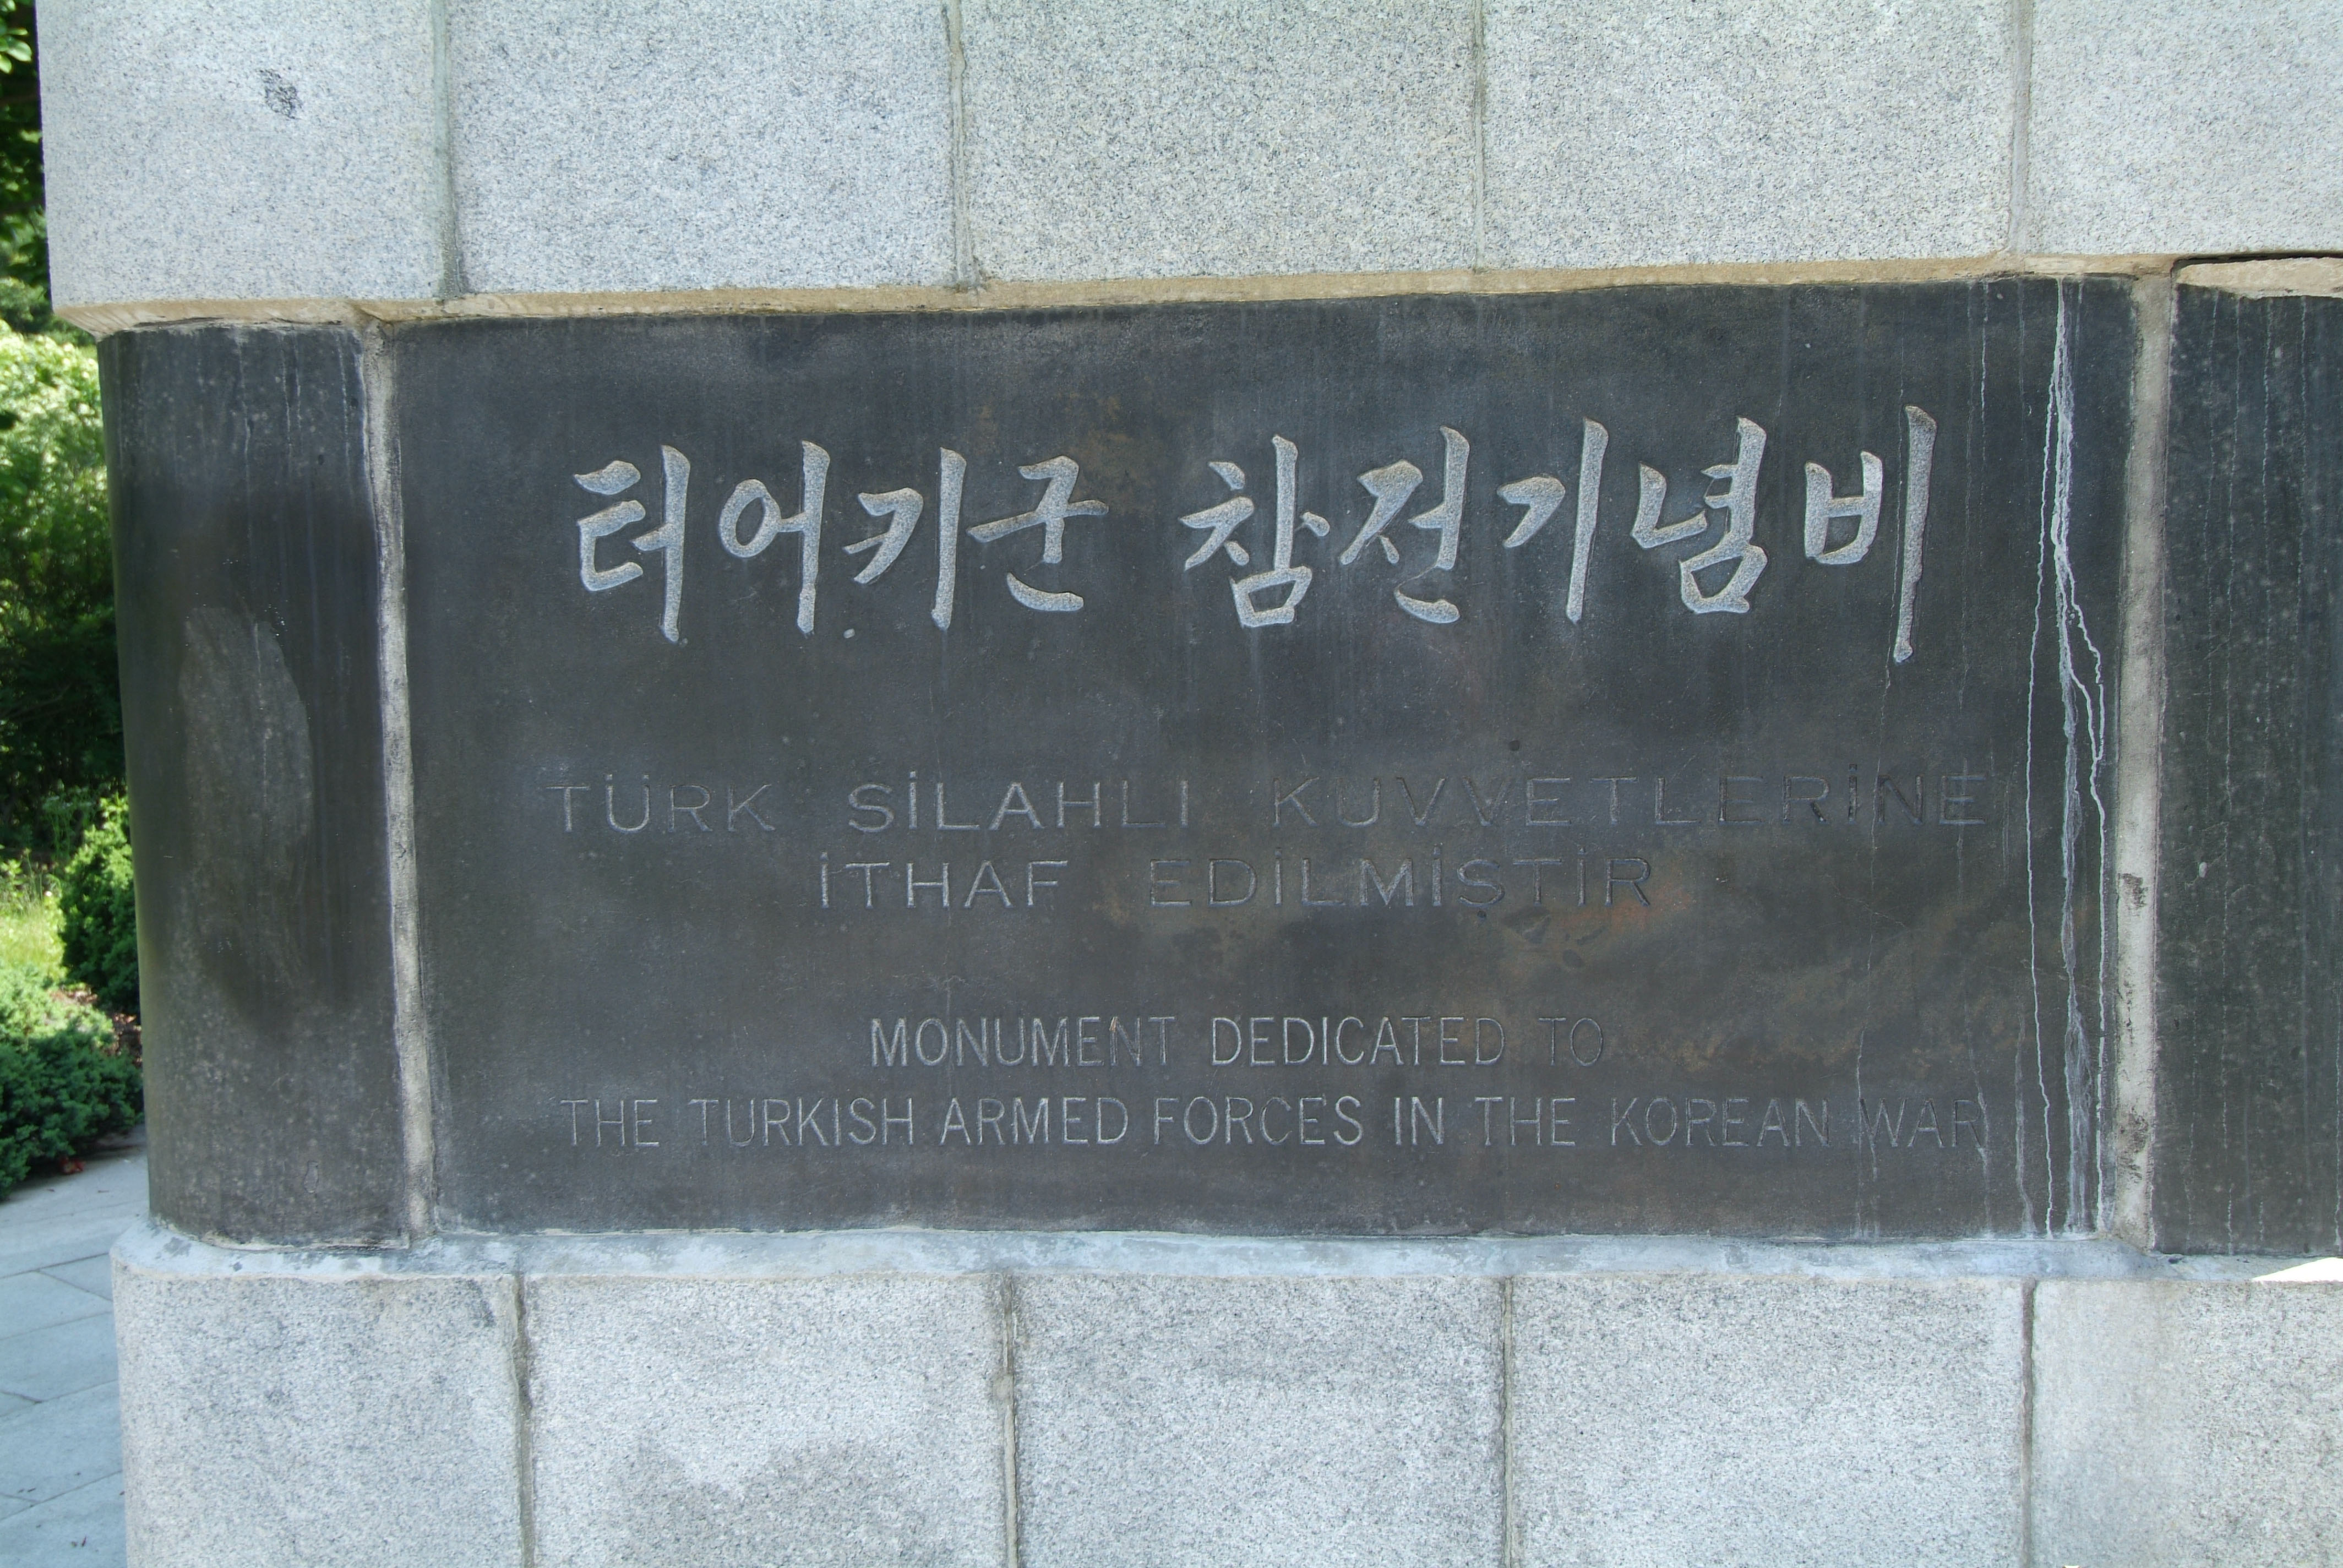 터어키군 참전기념비
TÜRK SİLAHLI KUVVETLERİNE
İTHAF EDİLMİŞTİR
MONUMENT DEDICATED TO
THE TURKISH ARMED FORCES IN THE KOREAN WAR